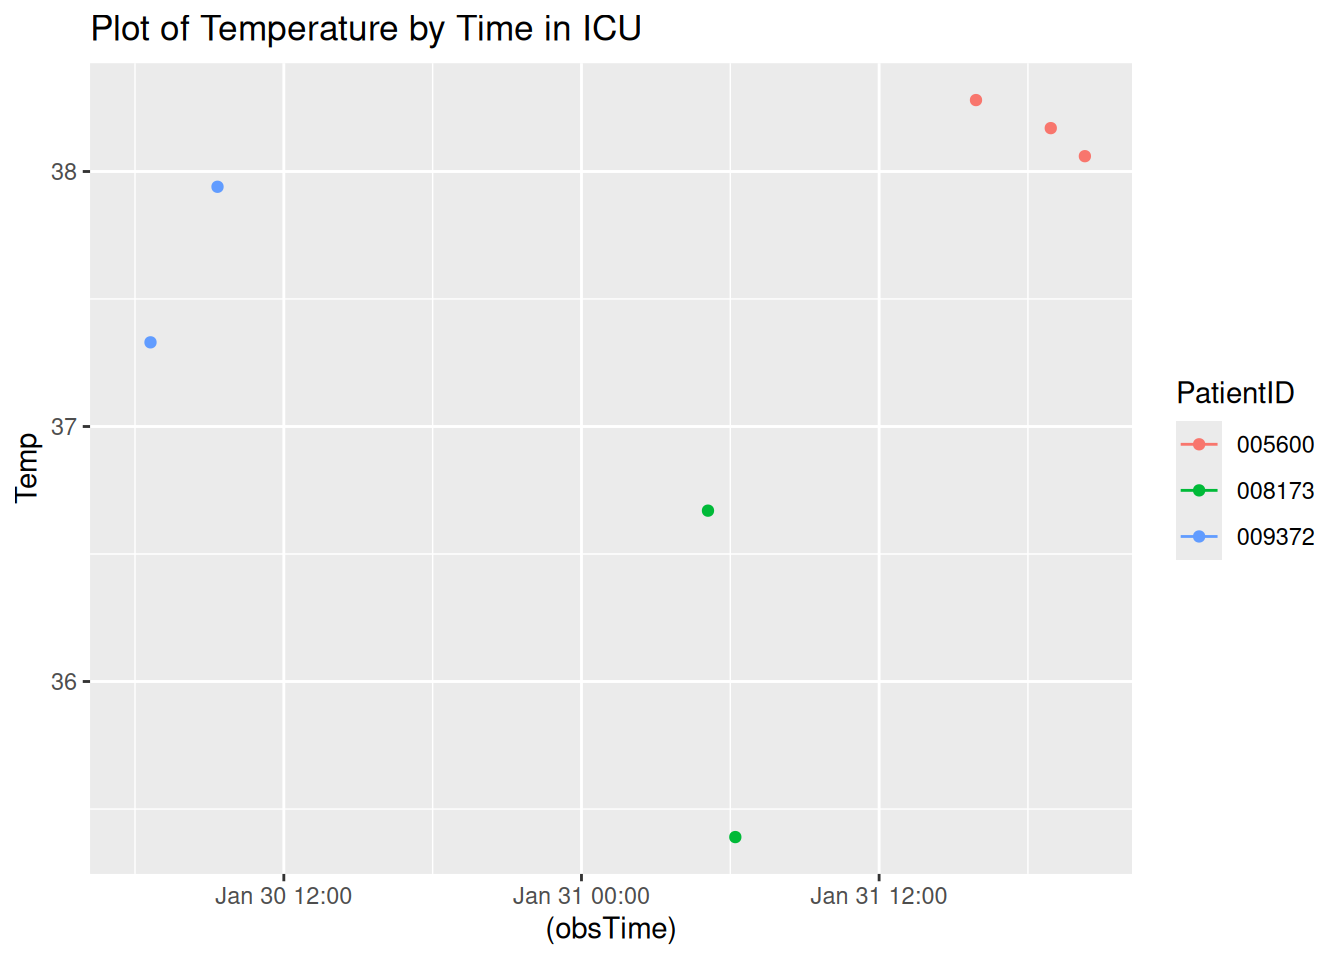 Plot of Temperature by Time in ICU
38
37
36
Temp
Jan 30 12:00
Jan 31 00:00
Jan 31 12:00
(obsTime)
PatientID
005600
008173
009372